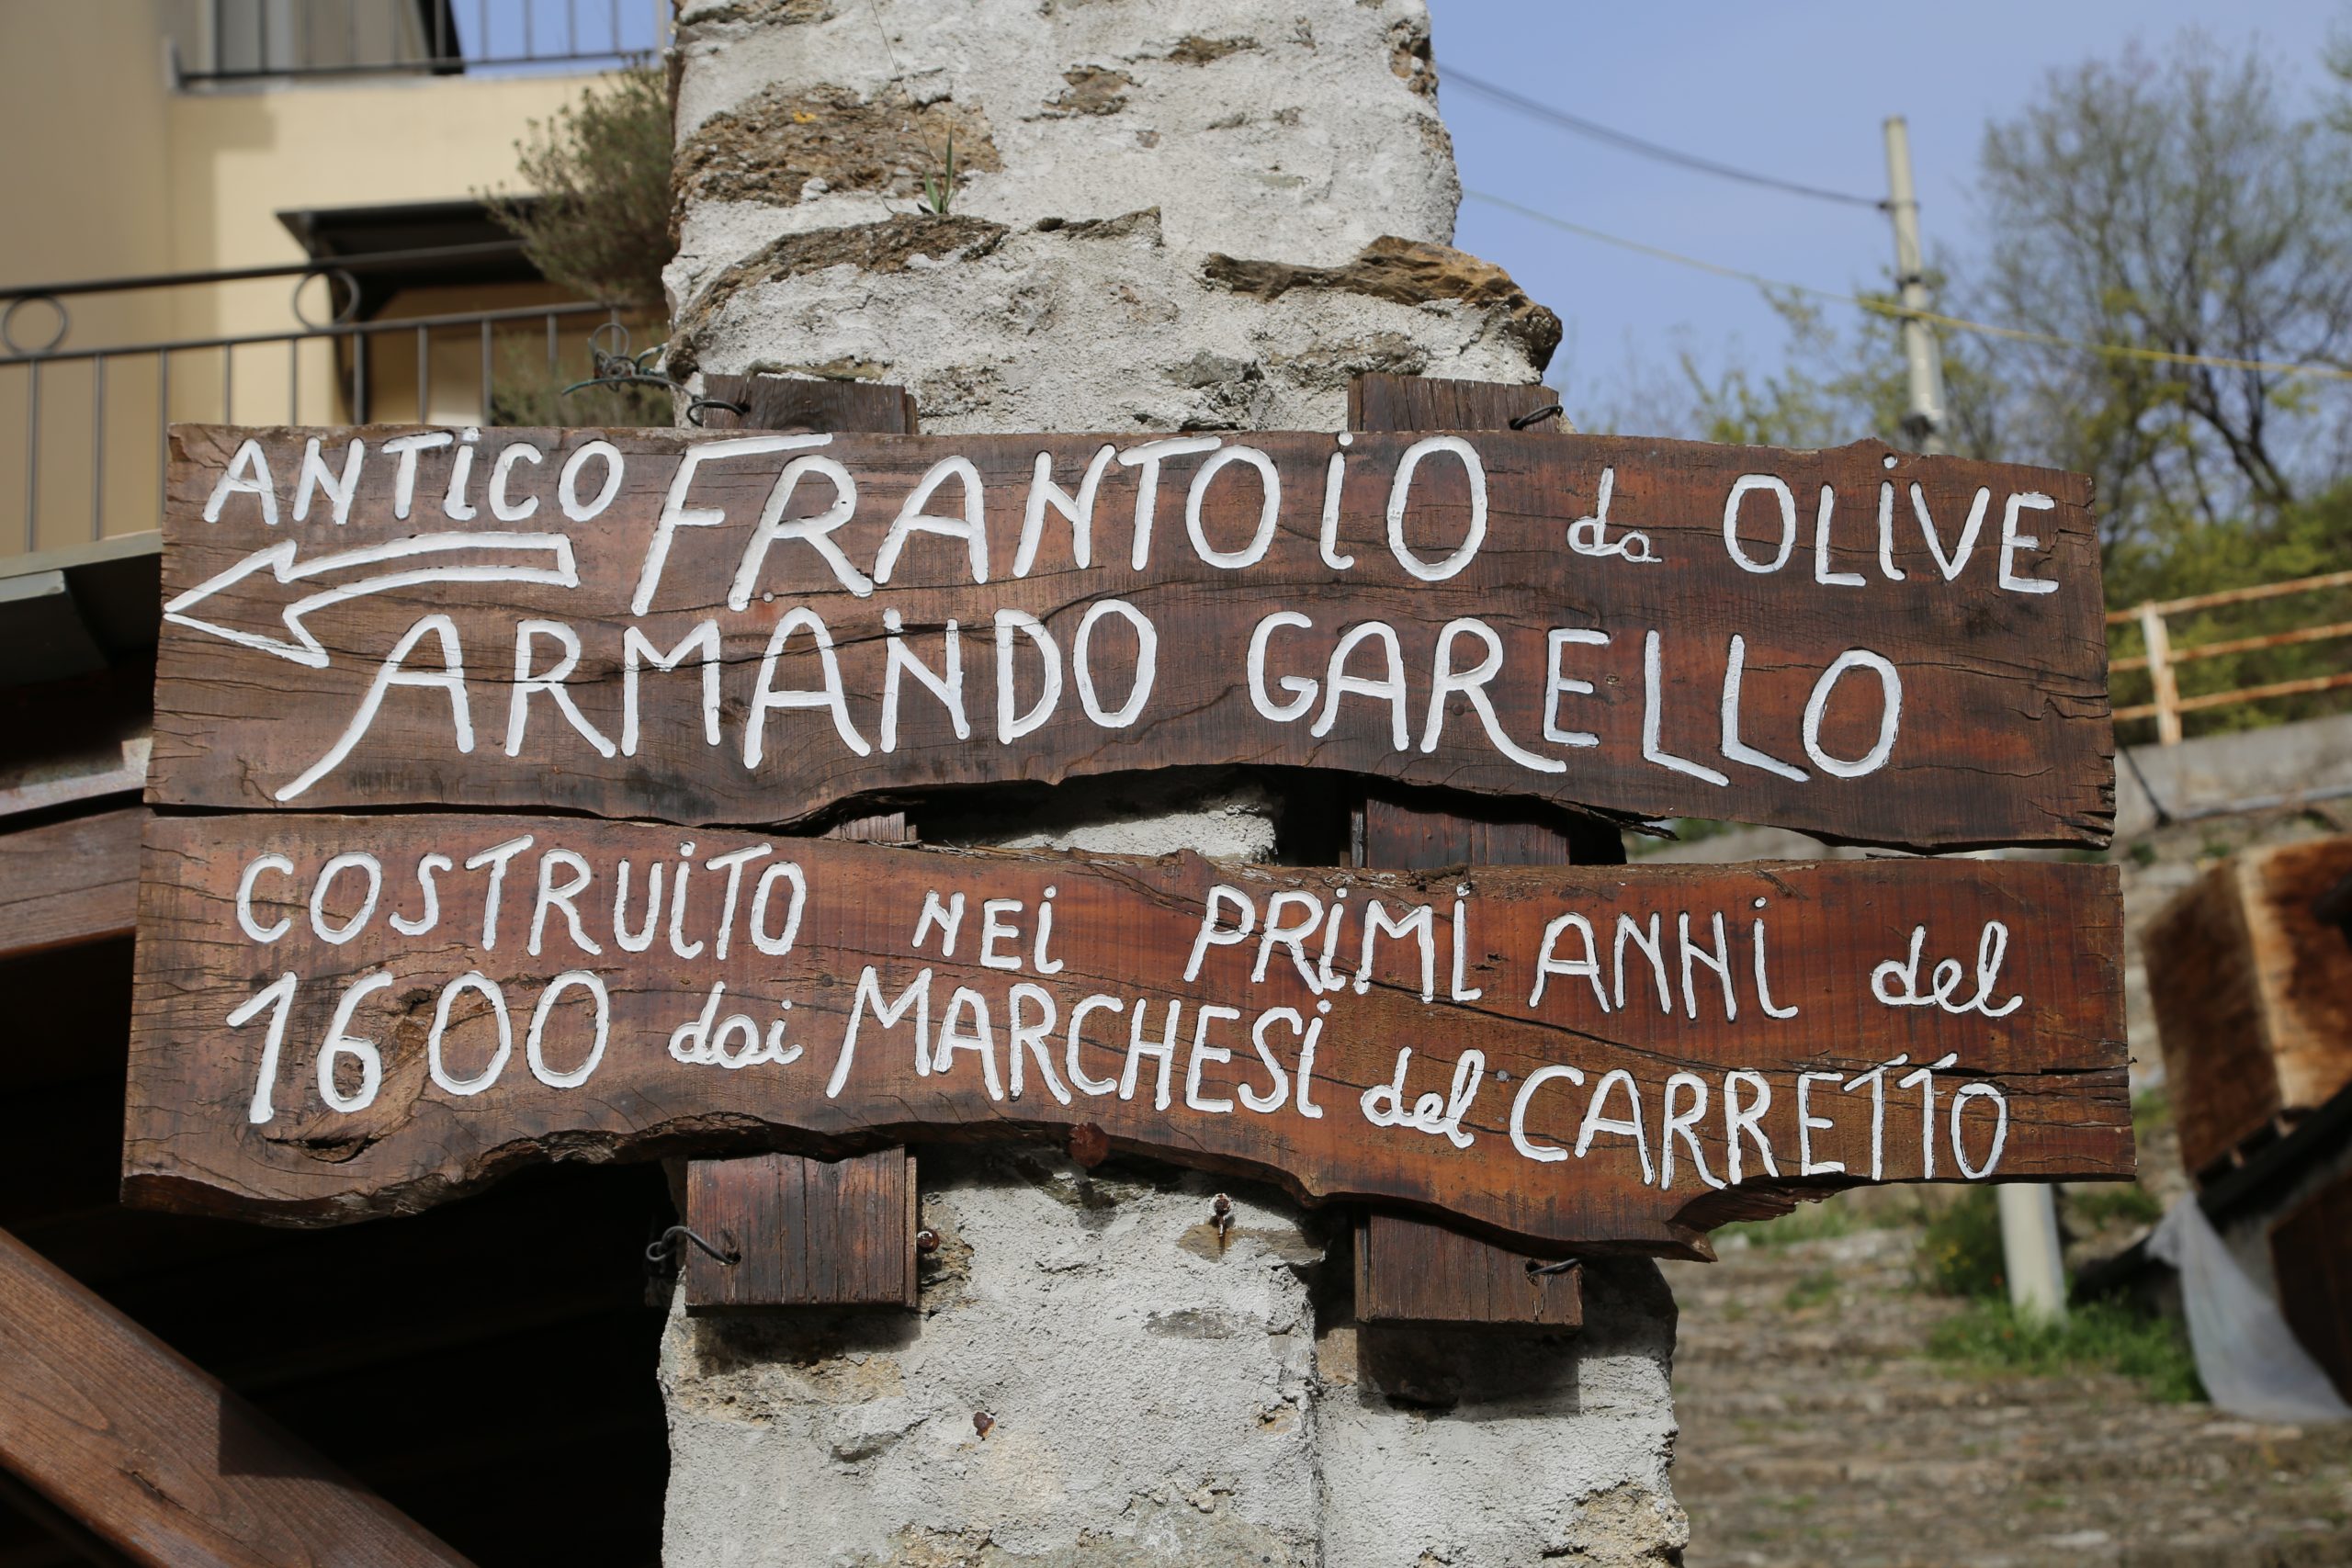 ANTiCO FRANTOiO da OLiVE
ARMANDO GARELLO
COSTRUiTO NEi PRiMi ANNi del
1600 dai MARCHESi del CARRETTO